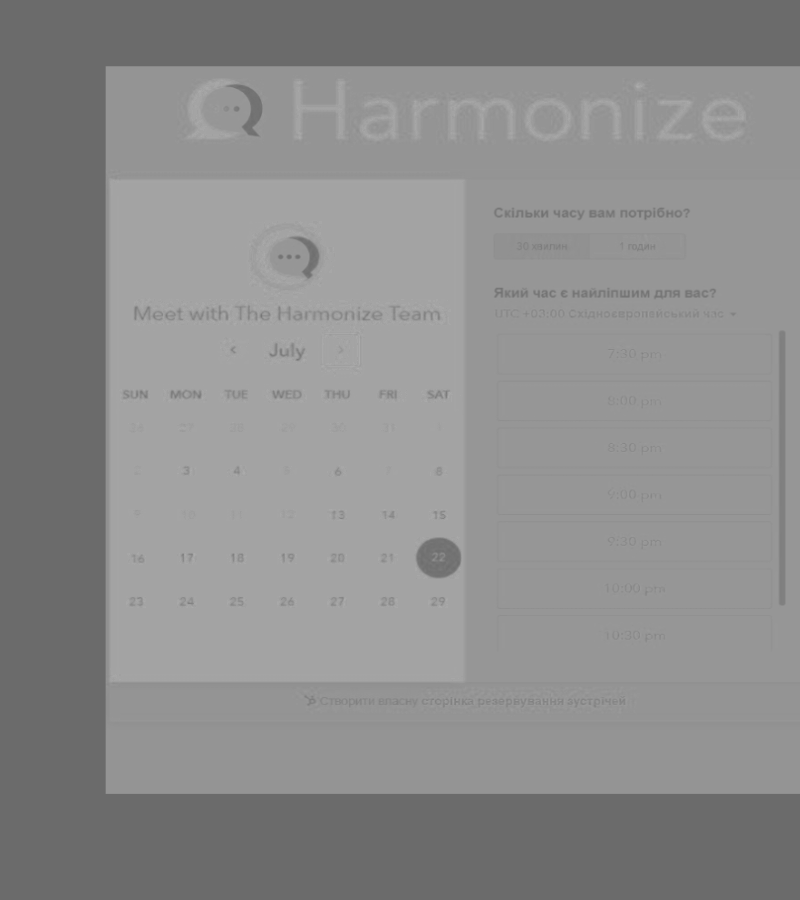 Harmonize
Meet with The Harmonize Team
July
SUN MON TUE WED THU FRI SAT
26 27 28 29 30 31 1
2 3 4 5 6 7 8
9 10 11 12 13 14 15
16 17 18 19 20 21 22
23 24 25 26 27 28 29
Скільки часу вам потрібно?
30 хвилин 1 годин
Який час є найліпшим для вас?
UTC +03:00 Східноєвропейський час
7:30 pm
8:00 pm
8:30 pm
9:00 pm
9:30 pm
10:00 pm
10:30 pm
Створити власну сторінку резервування зустрічей